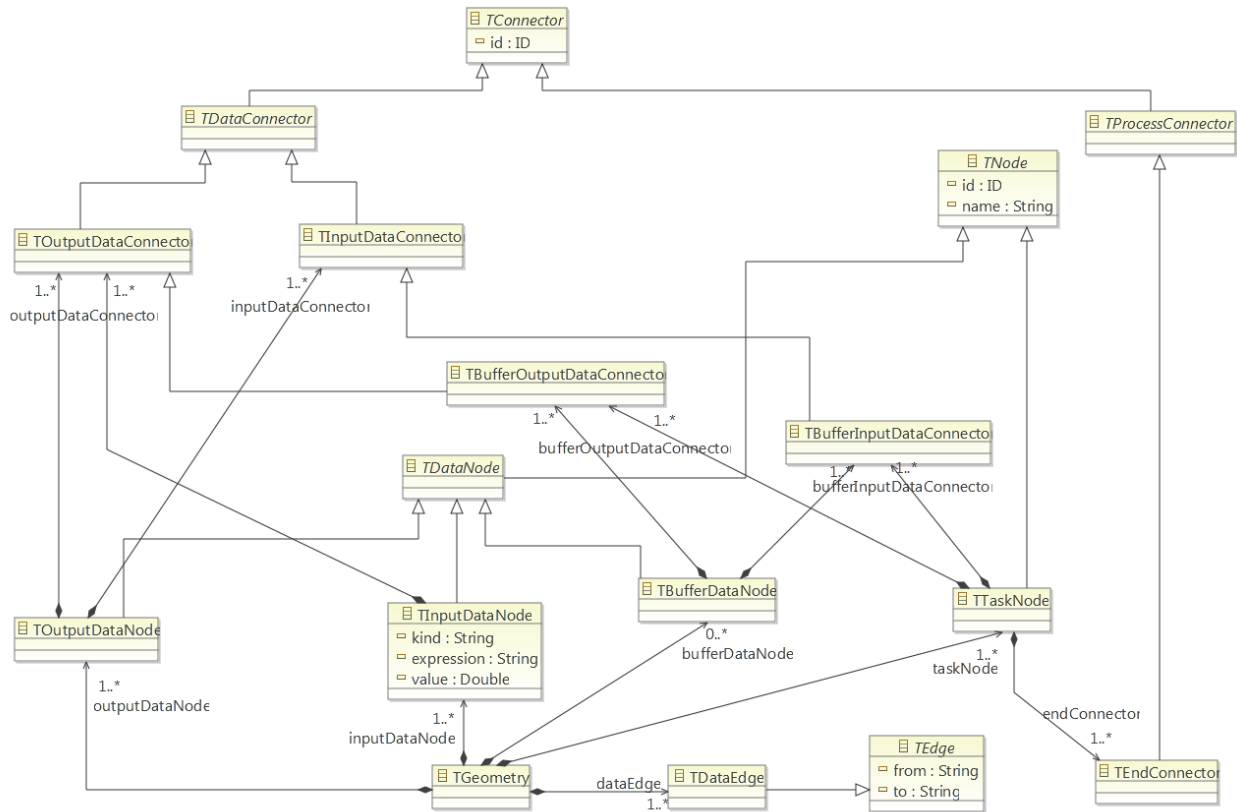 TConnector
id : ID
TDataConnector
TProcessConnector
TNode
id : ID
name : String
TOutputDataConnector
TInputDataConnector
1..*
1..*
outputDataConnector
1..*
inputDataConnector
TBufferOutputDataConnector
1..*
1..*
bufferOutputDataConnector
TBufferInputDataConnector
1..*
1..*
bufferInputDataConnector
TDataNode
TBufferDataNode
TTaskNode
TInputDataNode
kind : String
expression : String
value : Double
TOutputDataNode
0..*
bufferDataNode
1..*
taskNode
1..*
outputDataNode
1..*
inputDataNode
endConnector
1..*
TGeometry
dataEdge
1..*
TDataEdge
TEdge
from : String
to : String
TEndConnector